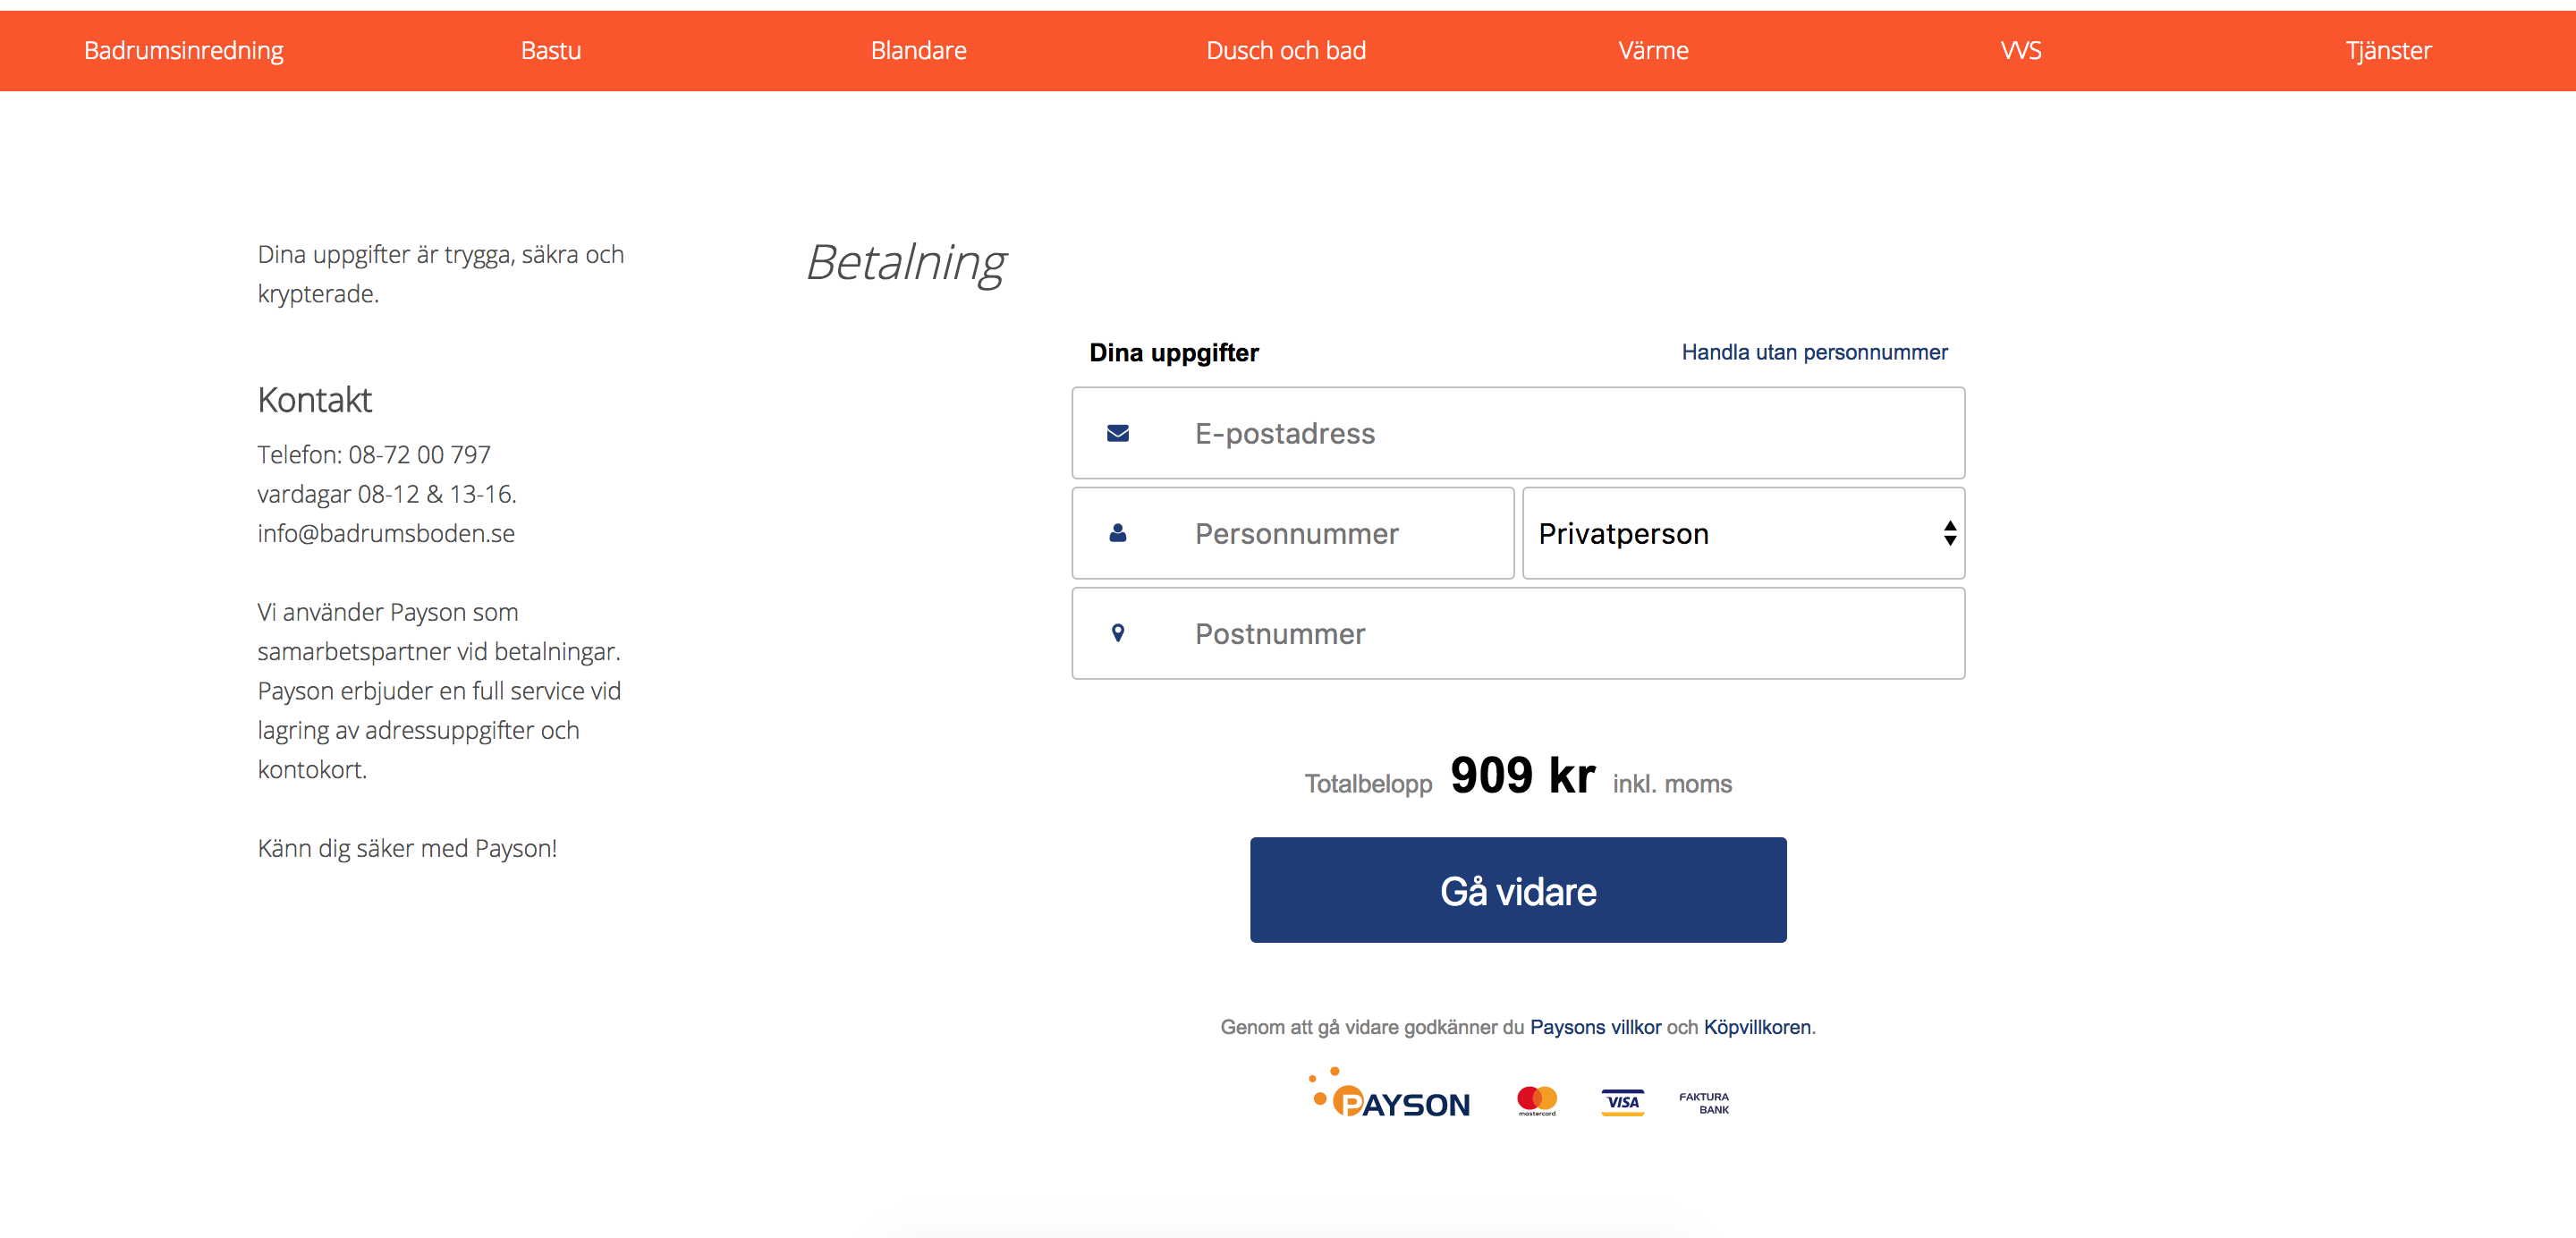 Badrumsinredning Bastu Blandare Dusch och bad Värme VVS Tjänster
Dina uppgifter är trygga, säkra och
krypterade.
Kontakt
Telefon: 08-72 00 797
vardagar 08-12 & 13-16.
info@badrumsboden.se
Vi använder Payson som
samarbetspartner vid betalningar.
Payson erbjuder en full service vid
lagring av adressuppgifter och
kontokort.
Känn dig säker med Payson!
Betalning
Dina uppgifter Handla utan personnummer
E-postadress
Personnummer Privatperson
Postnummer
Totalbelopp 909 kr inkl. moms
Gå vidare
Genom att gå vidare godkänner du Paysons villkor och Köpvillkoren.
PAYSON mastercard VISA FAKTURA
BANK